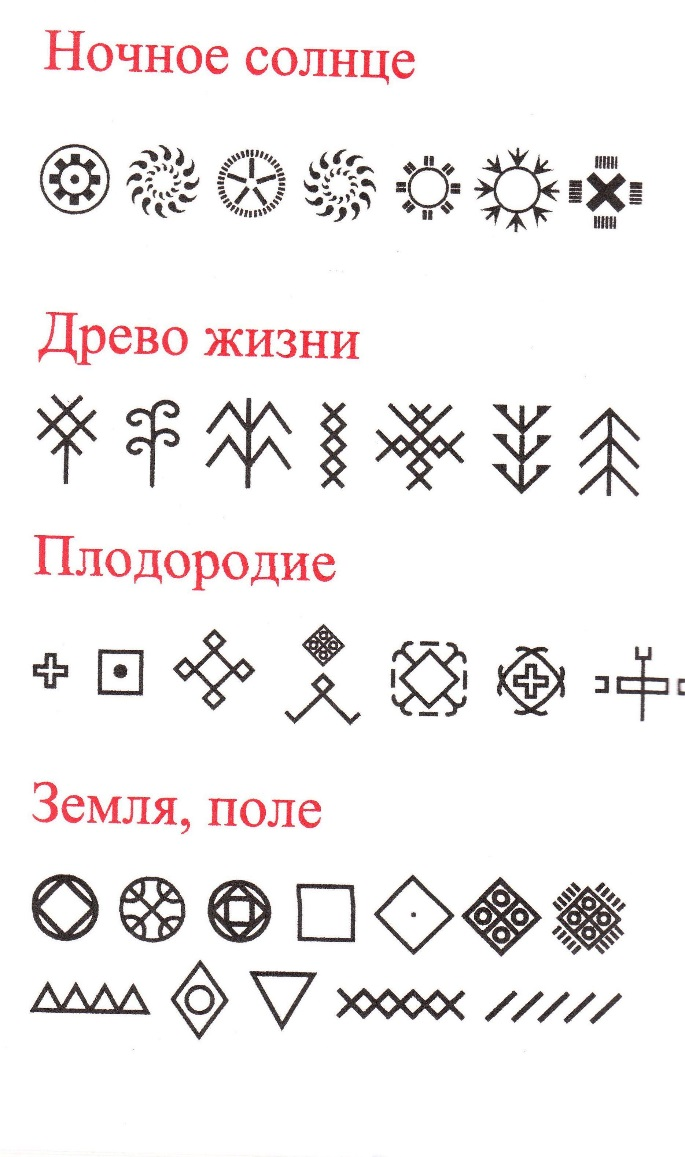 Ночное солнце
Древо жизни
Плодородие
Земля, поле